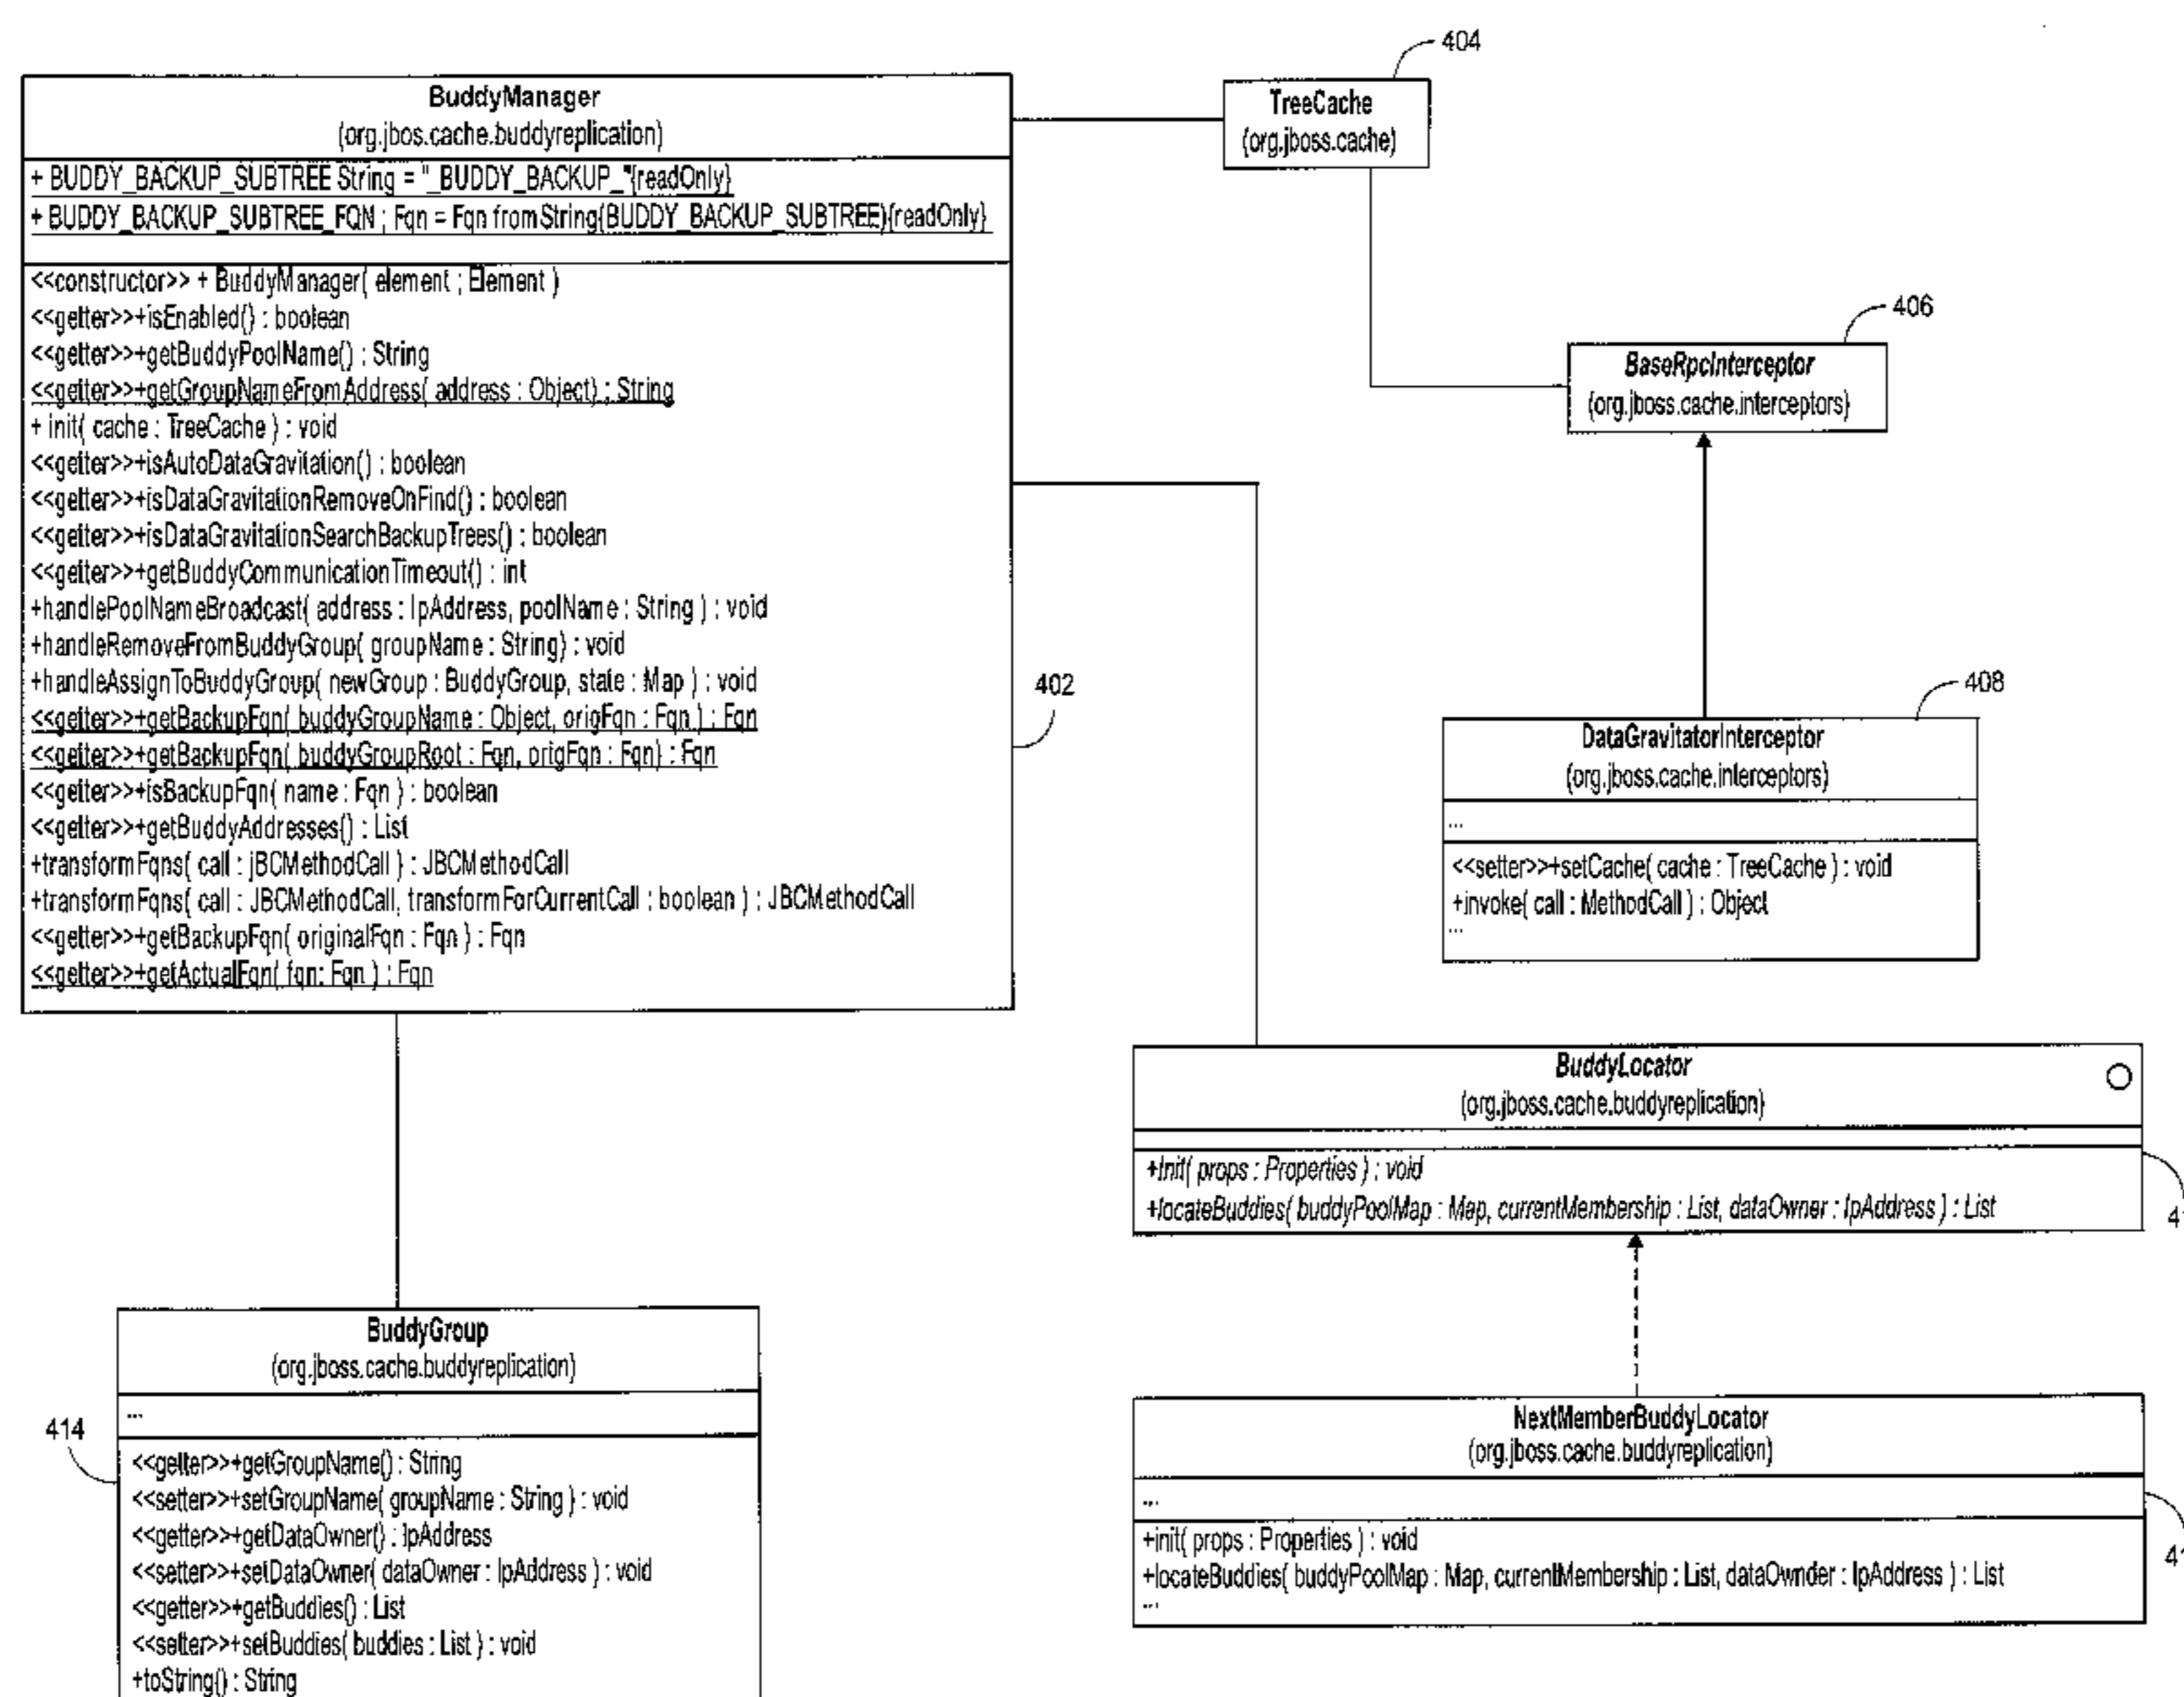 404
BuddyManager
(org.jbos.cache.buddyreplication)
+ BUDDY_BACKUP_SUBTREE String = "_BUDDY_BACKUP_"{readOnly}
+ BUDDY_BACKUP_SUBTREE_FQN ; Fqn = Fqn fromString(BUDDY_BACKUP_SUBTREE){readOnly}
<<constructor>> + BuddyManager( element ; Element )
<<getter>>+isEnabled() : boolean
<<getter>>+getBuddyPoolName() : String
<<getter>>+getGroupNameFromAddress( address : Object) : String
+ init( cache : TreeCache ) : void
<<getter>>+isAutoDataGravitation() : boolean
<<getter>>+isDataGravitationRemoveOnFind() : boolean
<<getter>>+isDataGravitationSearchBackupTrees() : boolean
<<getter>>+getBuddyCommunicationTimeout() : int
+handlePoolNameBroadcast( address : IpAddress, poolName : String ) : void
+handleRemoveFromBuddyGroup( groupName : String) : void
+handleAssignToBuddyGroup( newGroup : BuddyGroup, state : Map ) : void
<<getter>>+getBackupFqn( buddyGroupName : Object, origFqn : Fqn ) : Fqn
<<getter>>+getBackupFqn( buddyGroupRoot : Fqn, origFqn : Fqn) : Fqn
<<getter>>+isBackupFqn( name : Fqn ) : boolean
<<getter>>+getBuddyAddresses() : List
+transformFqns( call : jBCMethodCall ) : JBCMethodCall
+transformFqns( call : JBCMethodCall, transformForCurrentCall : boolean ) : JBCMethodCall
<<getter>>+getBackupFqn( originalFqn : Fqn ) : Fqn
<<getter>>+getActualFqn( fqn: Fqn ) : Fqn
402
TreeCache
(org.jboss.cache)
406
BaseRpcInterceptor
(org.jboss.cache.interceptors)
408
DataGravitatorInterceptor
(org.jboss.cache.interceptors)
...
<<setter>>+setCache( cache : TreeCache ) : void
+invoke( call : MethodCall ) : Object
...
BuddyLocator
(org.jboss.cache.buddyreplication)
+Init( props : Properties ) : void
+locateBuddies( buddyPoolMap : Map, currentMembership : List, dataOwner : IpAddress ) : List
NextMemberBuddyLocator
(org.jboss.cache.buddyreplication)
...
+init( props : Properties ) : void
+locateBuddies( buddyPoolMap : Map, currentMembership : List, dataOwnder : IpAddress ) : List
...
414
BuddyGroup
(org.jboss.cache.buddyreplication)
...
<<getter>>+getGroupName() : String
<<setter>>+setGroupName( groupName : String ) : void
<<getter>>+getDataOwner() : IpAddress
<<setter>>+setDataOwner( dataOwner : IpAddress ) : void
<<getter>>+getBuddies() : List
<<setter>>+setBuddies( buddies : List ) : void
+toString() : String